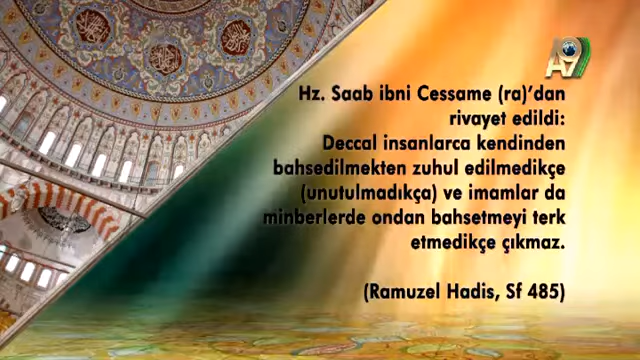 A9
Hz. Saab ibni Cessame (ra)’dan
rivayet edildi:
Deccal insanlarca kendinden
bahsedilmekten zuhul edilmedikçe
(unutulmadıkça) ve imamlar da
minberlerde ondan bahsetmeyi terk
etmedikçe çıkmaz.
(Ramuzel Hadis, Sf 485)